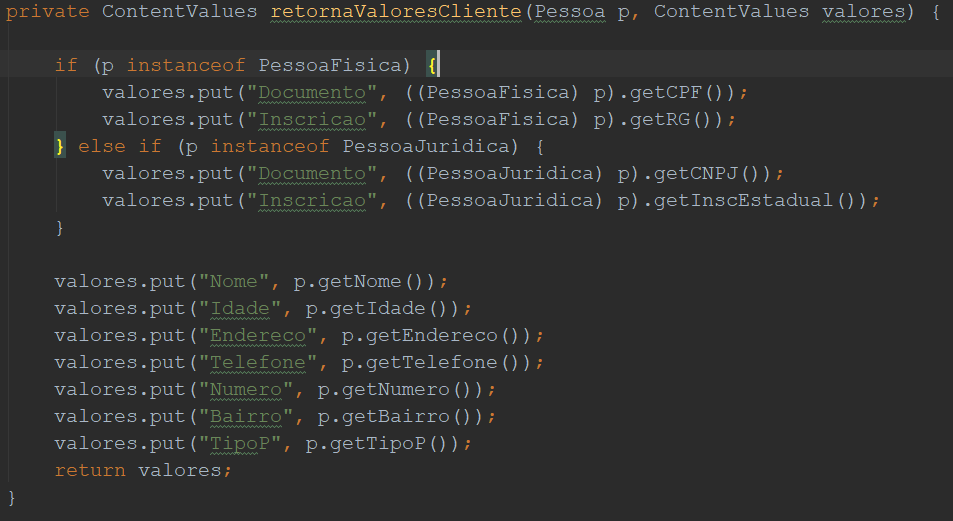 private ContentValues retornaValoresCliente(Pessoa p, ContentValues valores) {
if (p instanceof PessoaFisica) {
valores.put("Documento", ((PessoaFisica) p).getCPF());
valores.put("Inscricao", ((PessoaFisica) p).getRG());
} else if (p instanceof PessoaJuridica) {
valores.put("Documento", ((PessoaJuridica) p).getCNPJ());
valores.put("Inscricao", ((PessoaJuridica) p).getInscEstadual());
}
valores.put("Nome", p.getNome());
valores.put("Idade", p.getIdade());
valores.put("Endereco", p.getEndereco());
valores.put("Telefone", p.getTelefone());
valores.put("Numero", p.getNumero());
valores.put("Bairro", p.getBairro());
valores.put("TipoP", p.getTipoP());
return valores;
}